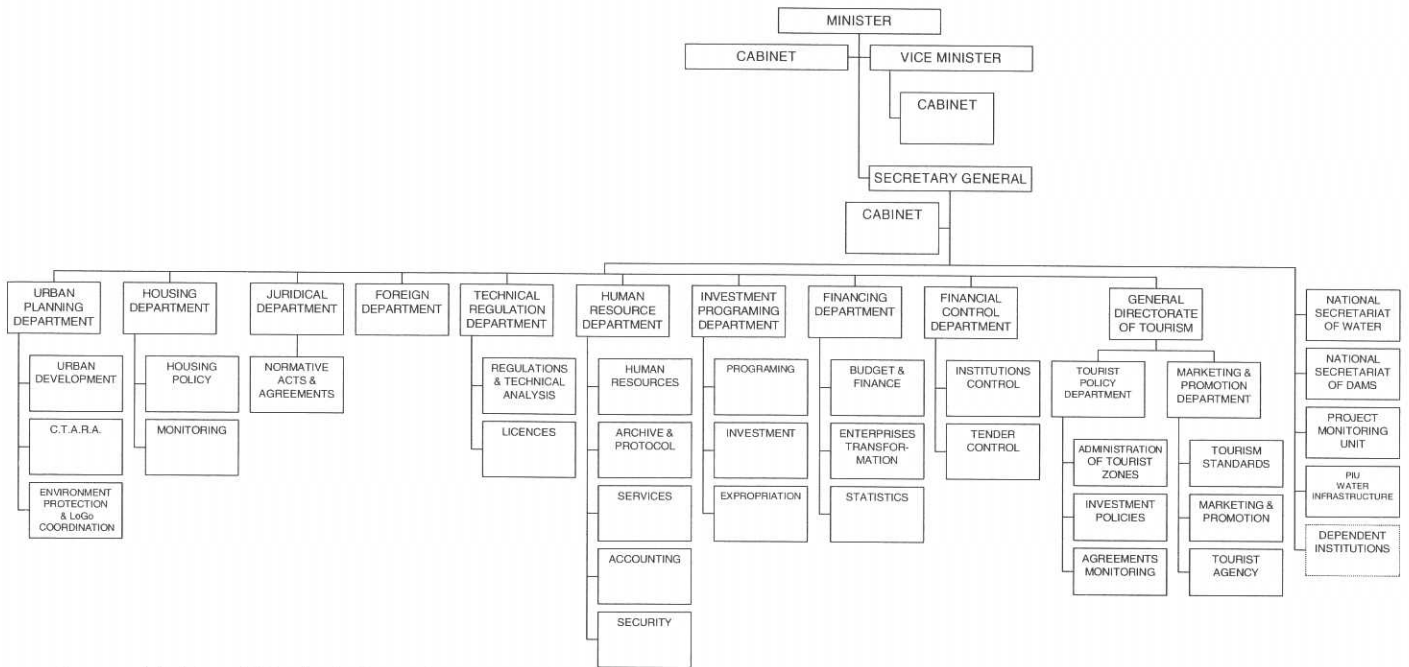 MINISTER
CABINET
VICE MINISTER
CABINET
SECRETARY GENERAL
CABINET
URBAN
PLANNING
DEPARTMENT
URBAN
DEVELOPMENT
C.T.A.R.A.
ENVIRONMENT
PROTECTION
& LoGo
COORDINATION
HOUSING
DEPARTMENT
HOUSING
POLICY
MONITORING
JURIDICAL
DEPARTMENT
NORMATIVE
ACTS &
AGREEMENTS
FOREIGN
DEPARTMENT
TECHNICAL
REGULATION
DEPARTMENT
REGULATIONS
& TECHNICAL
ANALYSIS
LICENCES
HUMAN
RESOURCE
DEPARTMENT
HUMAN
RESOURCES
ARCHIVE &
PROTOCOL
SERVICES
ACCOUNTING
SECURITY
INVESTMENT
PROGRAMING
DEPARTMENT
PROGRAMING
INVESTMENT
EXPROPRIATION
FINANCING
DEPARTMENT
BUDGET &
FINANCE
ENTERPRISES
TRANSFOR-
MATION
STATISTICS
FINANCIAL
CONTROL
DEPARTMENT
INSTITUTIONS
CONTROL
TENDER
CONTROL
GENERAL
DIRECTORATE
OF TOURISM
TOURIST
POLICY
DEPARTMENT
ADMINISTRATION
OF TOURIST
ZONES
INVESTMENT
POLICIES
AGREEMENTS
MONITORING
MARKETING &
PROMOTION
DEPARTMENT
TOURISM
STANDARDS
MARKETING &
PROMOTION
TOURIST
AGENCY
NATIONAL
SECRETARIAT
OF WATER
NATIONAL
SECRETARIAT
OF DAMS
PROJECT
MONITORING
UNIT
PIU
WATER
INFRASTRUCTURE
DEPENDENT
INSTITUTIONS